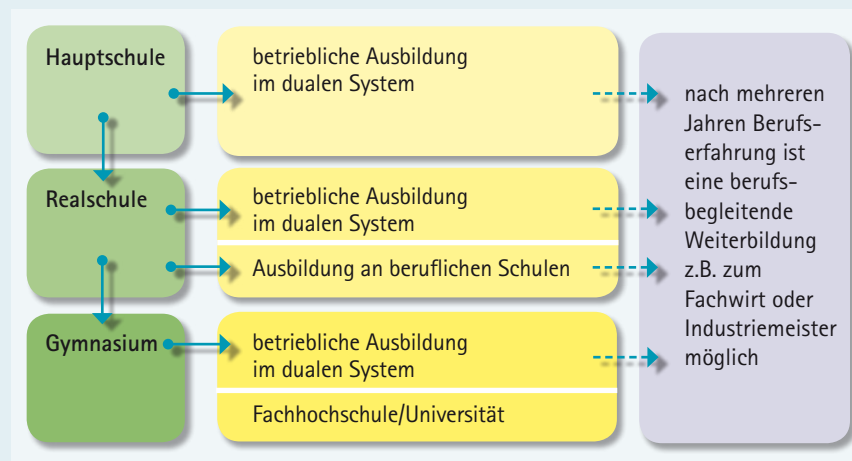 Hauptschule
betriebliche Ausbildung
im dualen System
Realschule
betriebliche Ausbildung
im dualen System
Ausbildung an beruflichen Schulen
Gymnasium
betriebliche Ausbildung
im dualen System
Fachhochschule/Universität
nach mehreren
Jahren Berufs-
erfahrung ist
eine berufs-
begleitende
Weiterbildung
z.B. zum
Fachwirt oder
Industriemeister
möglich